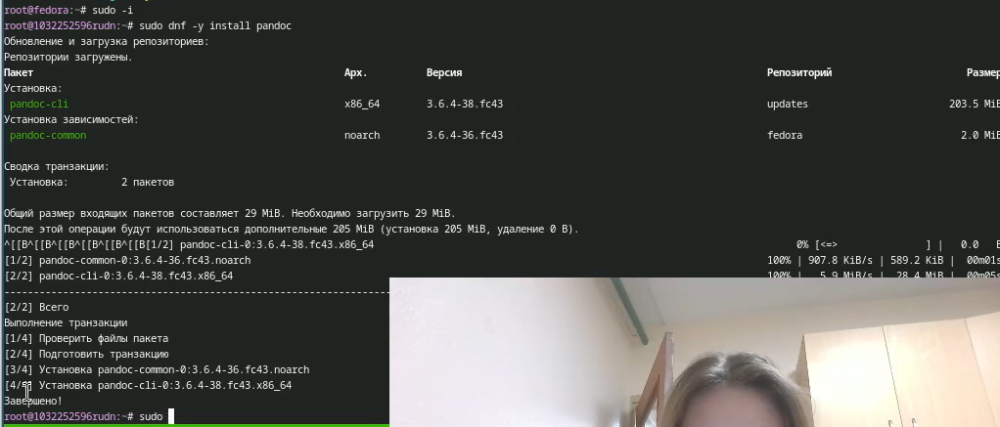 root@fedora:~# sudo -i
root@1032252596rudn:~# sudo dnf -y install pandoc
Обновление и загрузка репозиториев:
Репозитории загружены.
Пакет Арх. Версия Репозиторий Размер
Установка:
pandoc-cli x86_64 3.6.4-38.fc43 updates 203.5 MiB
Установка зависимостей:
pandoc-common noarch 3.6.4-36.fc43 fedora 2.0 MiB
Сводка транзакции:
Установка: 2 пакетов
Общий размер входящих пакетов составляет 29 MiB. Необходимо загрузить 29 MiB.
После этой операции будут использоваться дополнительные 205 MiB (установка 205 MiB, удаление 0 B).
^[[B^[[B^[[B^[[B^[[B^[[B[1/2] pandoc-cli-0:3.6.4-38.fc43.x86_64 0% [<=> ] | 0.0 B
[1/2] pandoc-common-0:3.6.4-36.fc43.noarch 100% | 907.8 KiB/s | 589.2 KiB | 00m01s
[2/2] pandoc-cli-0:3.6.4-38.fc43.x86_64 100% | 5.9 MiB/s | 28.4 MiB | 00m05s
------------------------------------------------------------------
[2/2] Всего
Выполнение транзакции
[1/4] Проверить файлы пакета
[2/4] Подготовить транзакцию
[3/4] Установка pandoc-common-0:3.6.4-36.fc43.noarch
[4/4] Установка pandoc-cli-0:3.6.4-38.fc43.x86_64
Завершено!
root@1032252596rudn:~# sudo